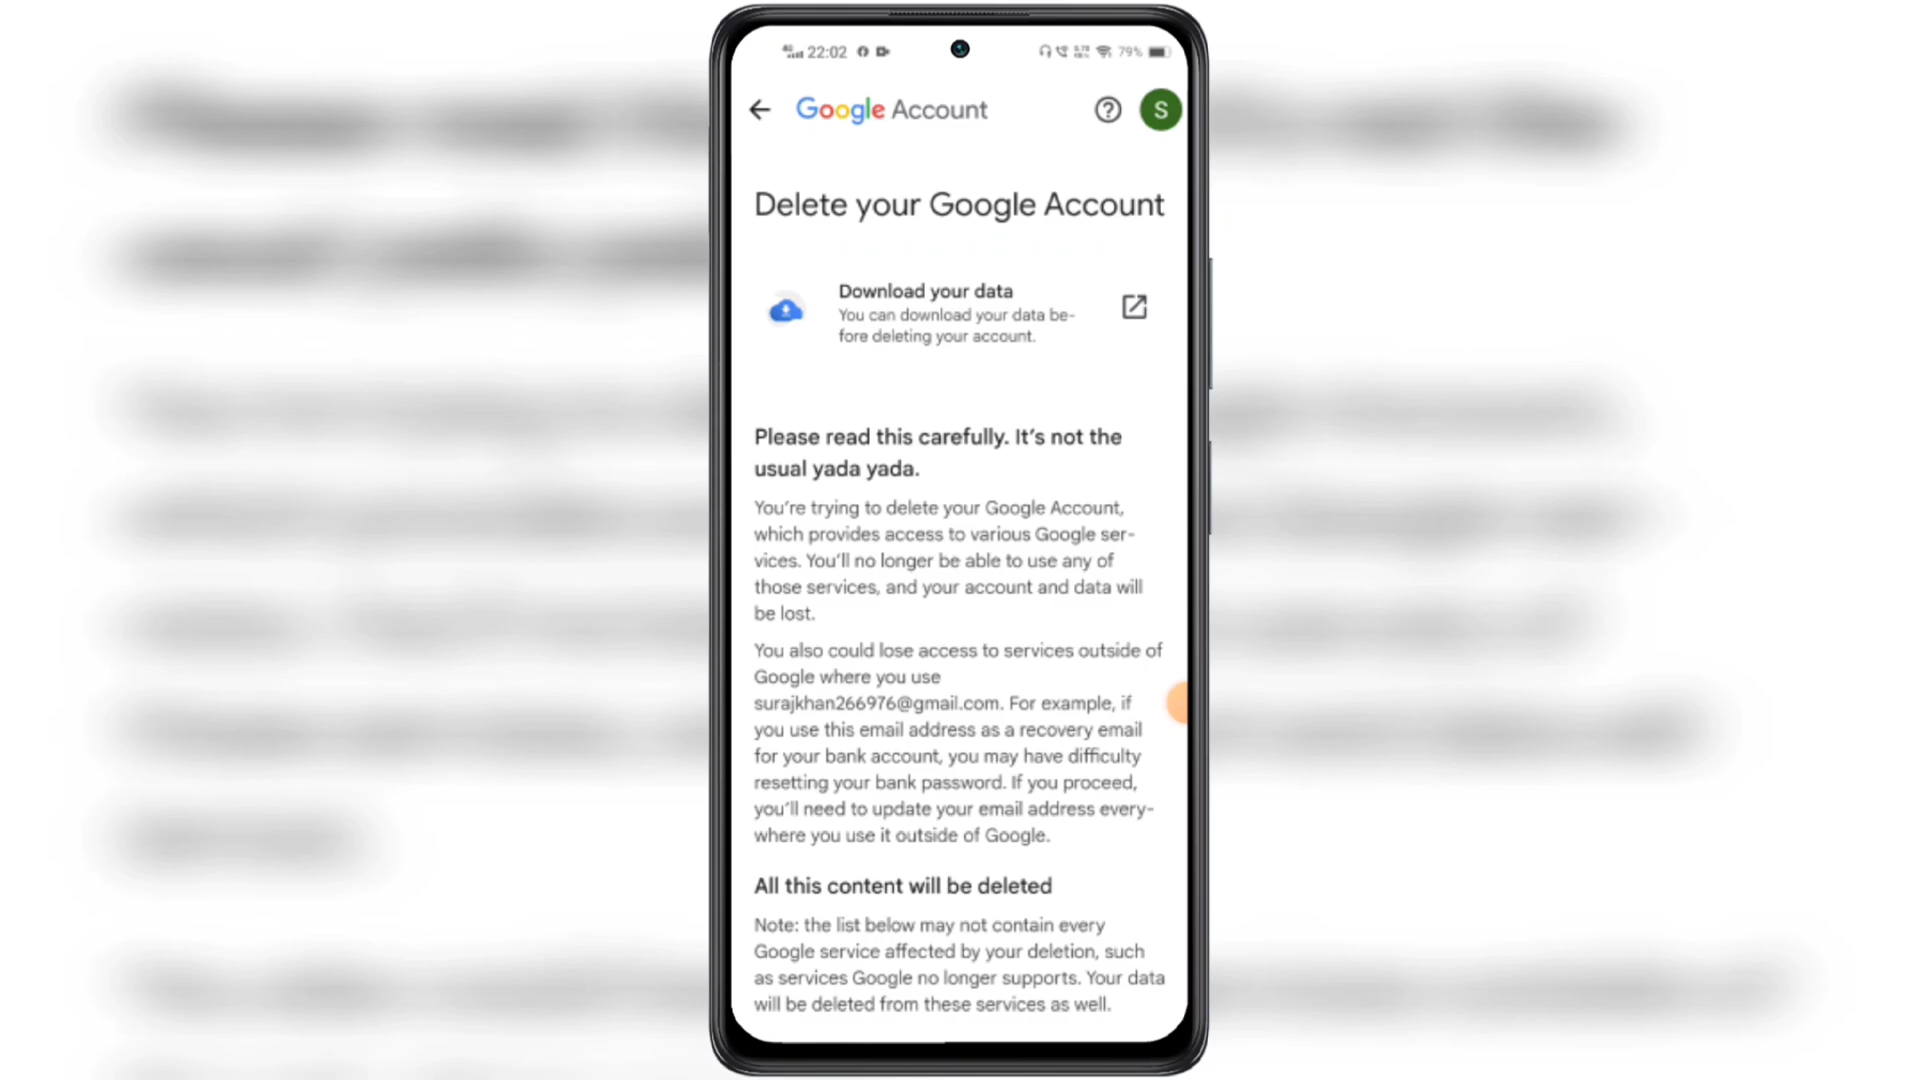 4G 22:02 79%
Google Account S
Delete your Google Account
Download your data
You can download your data be-
fore deleting your account.
Please read this carefully. It's not the
usual yada yada.
You're trying to delete your Google Account,
which provides access to various Google ser-
vices. You'll no longer be able to use any of
those services, and your account and data will
be lost.
You also could lose access to services outside of
Google where you use
surajkhan266976@gmail.com. For example, if
you use this email address as a recovery email
for your bank account, you may have difficulty
resetting your bank password. If you proceed,
you'll need to update your email address every-
where you use it outside of Google.
All this content will be deleted
Note: the list below may not contain every
Google service affected by your deletion, such
as services Google no longer supports. Your data
will be deleted from these services as well.